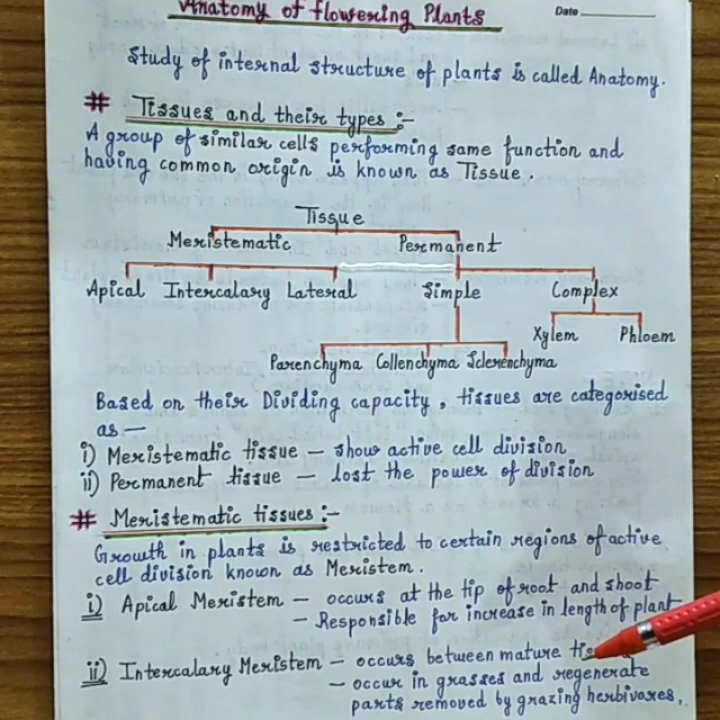 Anatomy of flowering Plants
Date
Study of internal structure of plants is called Anatomy.
# Tissues and their types :-
A group of similar cells performing same function and
having common origin is known as Tissue.
Tissue
Meristematic Permanent
Apical Intercalary Lateral Simple Complex
Xylem Phloem
Parenchyma Collenchyma Sclerenchyma
Based on their Dividing capacity, tissues are categorised
as —
i) Meristematic tissue — show active cell division
ii) Permanent tissue — lost the power of division
# Meristematic tissues :-
Growth in plants is restricted to certain regions of active
cell division known as Meristem.
i) Apical Meristem — occurs at the tip of root and shoot
- Responsible for increase in length of plant
ii) Intercalary Meristem — occurs between mature
- occur in grasses and regenerate
parts removed by grazing herbivores.